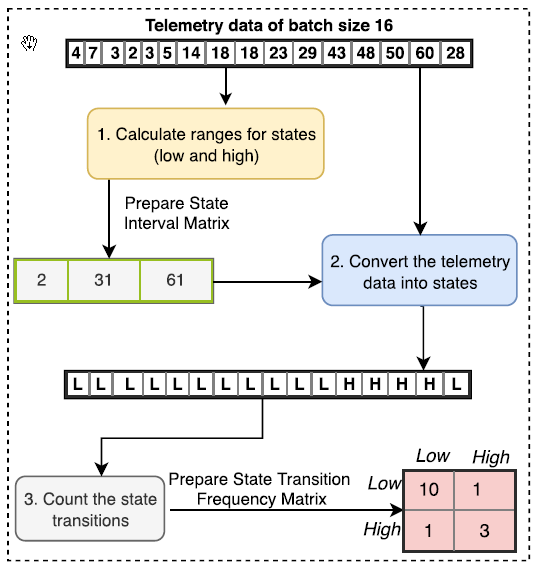 Telemetry data of batch size 16
4 7 3 2 3 5 14 18 18 23 29 43 48 50 60 28
1. Calculate ranges for states
(low and high)
Prepare State
Interval Matrix
2 31 61
2. Convert the telemetry
data into states
L L L L L L L L L L L H H H H L
3. Count the state
transitions
Prepare State Transition
Frequency Matrix
Low High
Low 10 1
High 1 3